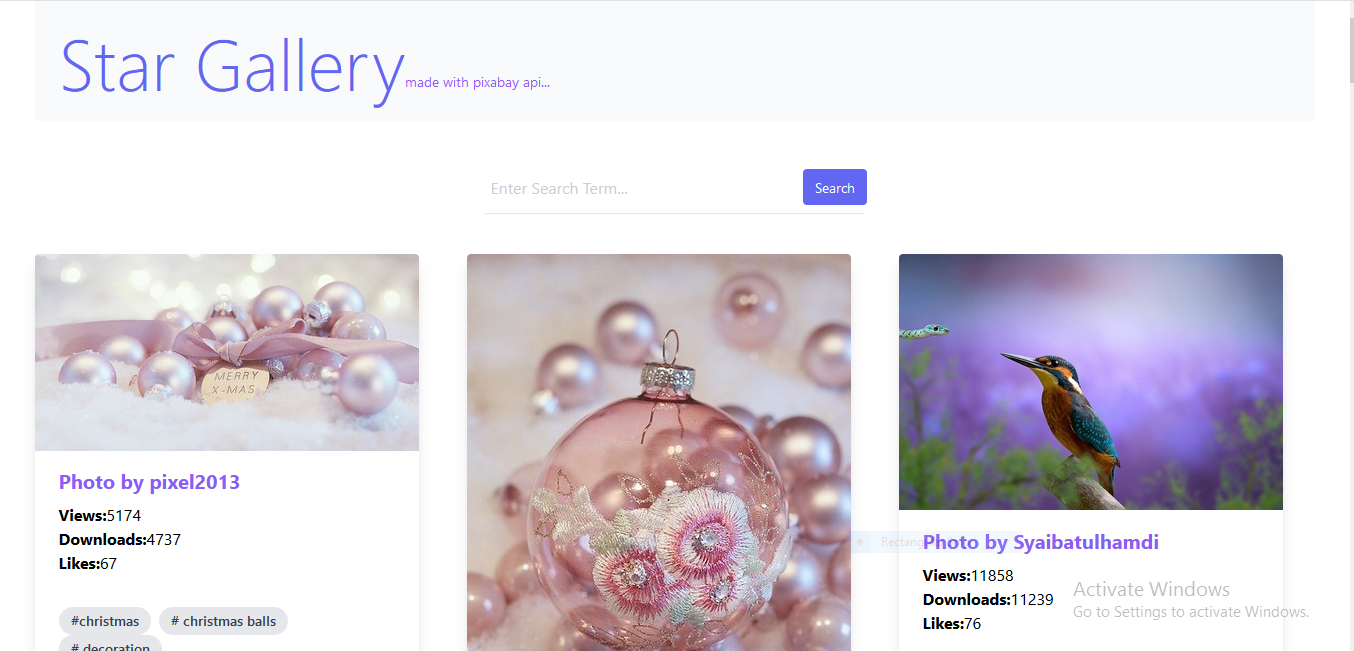 Star Gallery made with pixabay api...
Enter Search Term...
Search
MERRY
X-MAS
Photo by pixel2013
Views:5174
Downloads:4737
Likes:67
#christmas
# christmas balls
# decoration
Photo by Syaibatulhamdi
Views:11858
Downloads:11239
Likes:76
Activate Windows
Go to Settings to activate Windows.